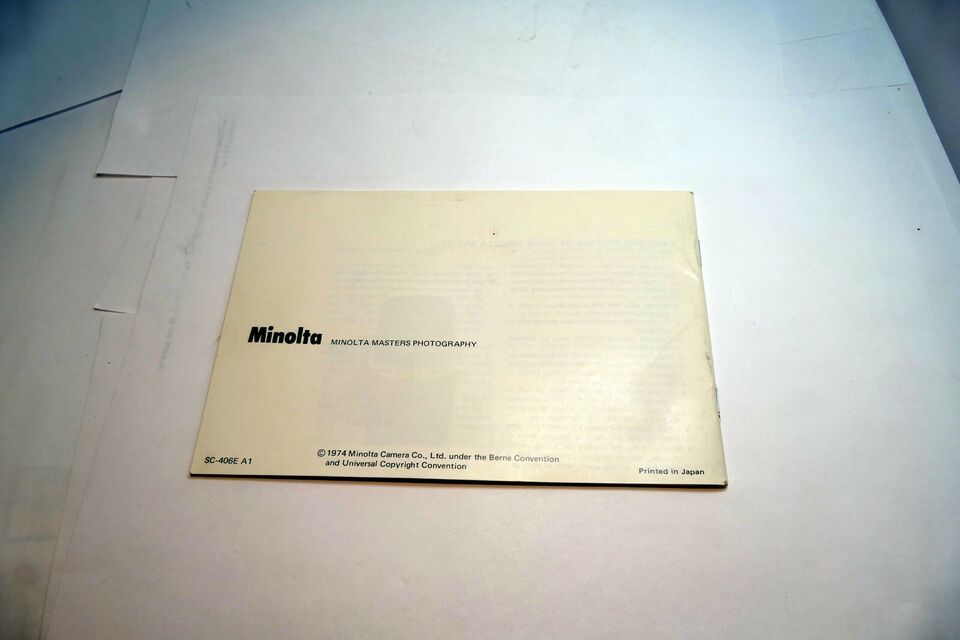 Minolta MINOLTA MASTERS PHOTOGRAPHY
SC-406E A1
© 1974 Minolta Camera Co., Ltd. under the Berne Convention
and Universal Copyright Convention
Printed in Japan